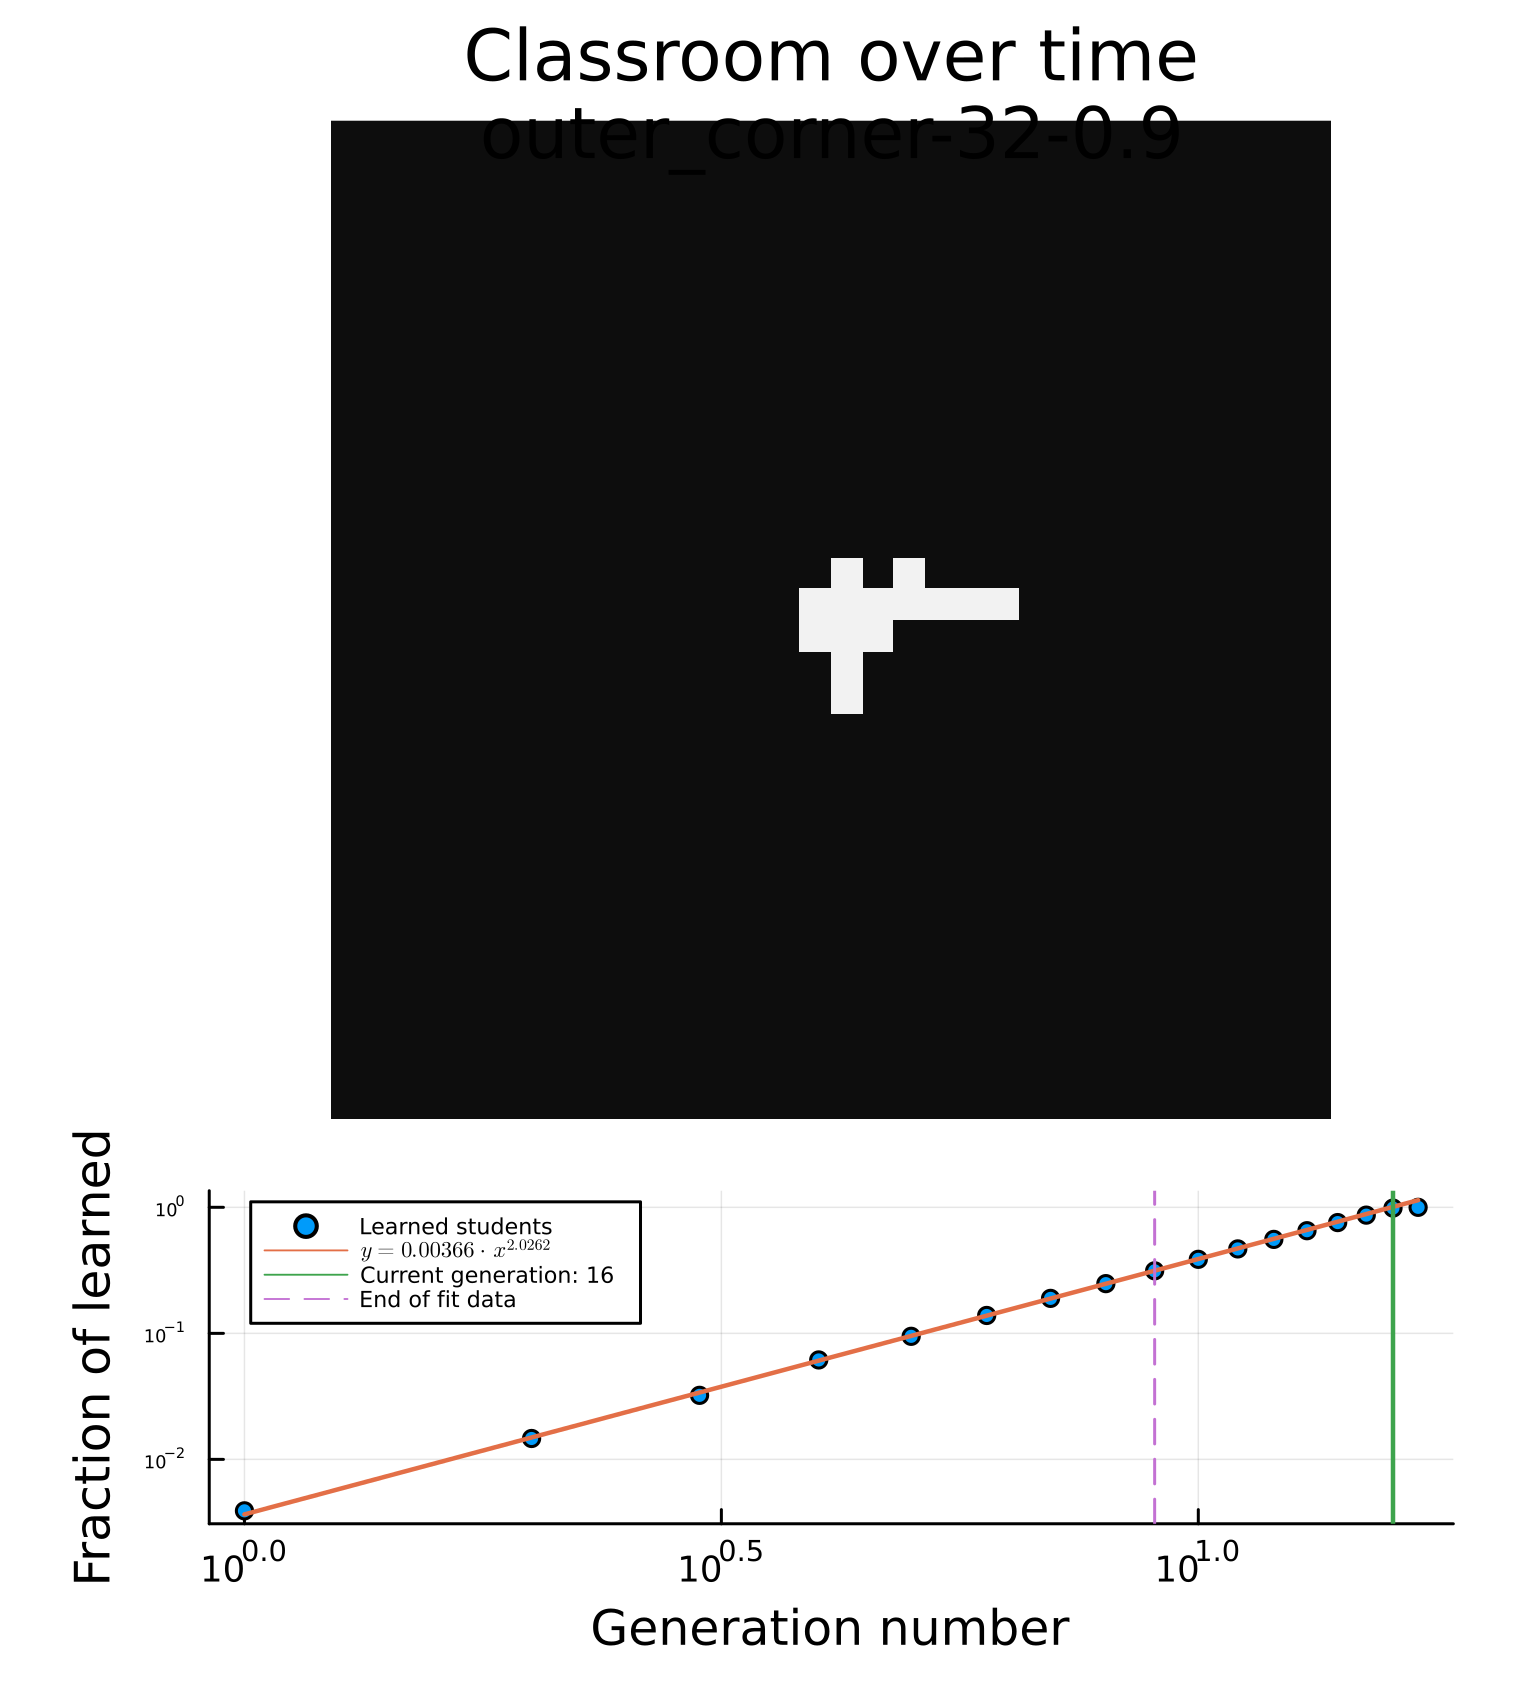 Classroom over time
outer_corner-32-0.9
Fraction of learned
10^0
10^−1
10^−2
Learned students
y = 0.00366 · x^2.0262
Current generation: 16
End of fit data
10^0.0
10^0.5
10^1.0
Generation number